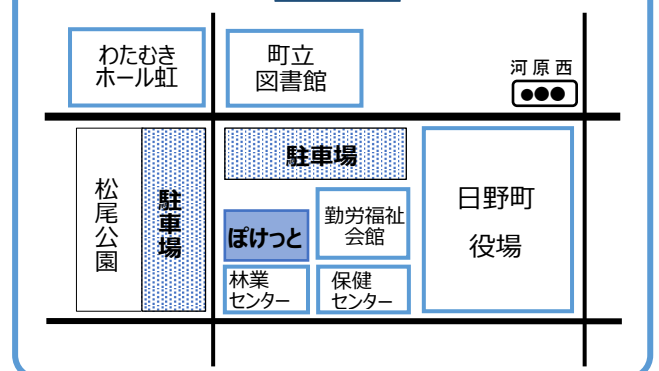 わたむき
ホール虹
町立
図書館
河原西
駐車場
松尾公園
駐車場
ぽけっと
勤労福祉
会館
日野町
役場
林業
センター
保健
センター